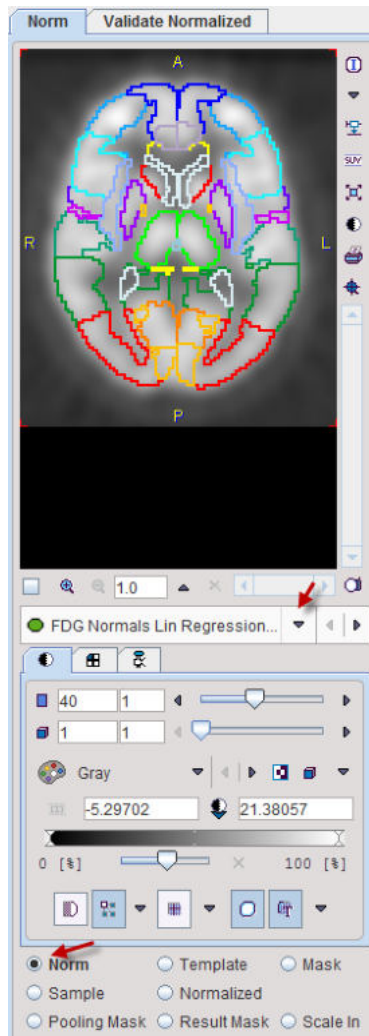 Norm Validate Normalized
A
SUV
R L
P
1.0
FDG Normals Lin Regression...
40 1
1 1
Gray
-5.29702 21.38057
0 [%] 100 [%]
Norm Template Mask
Sample Normalized
Pooling Mask Result Mask Scale In